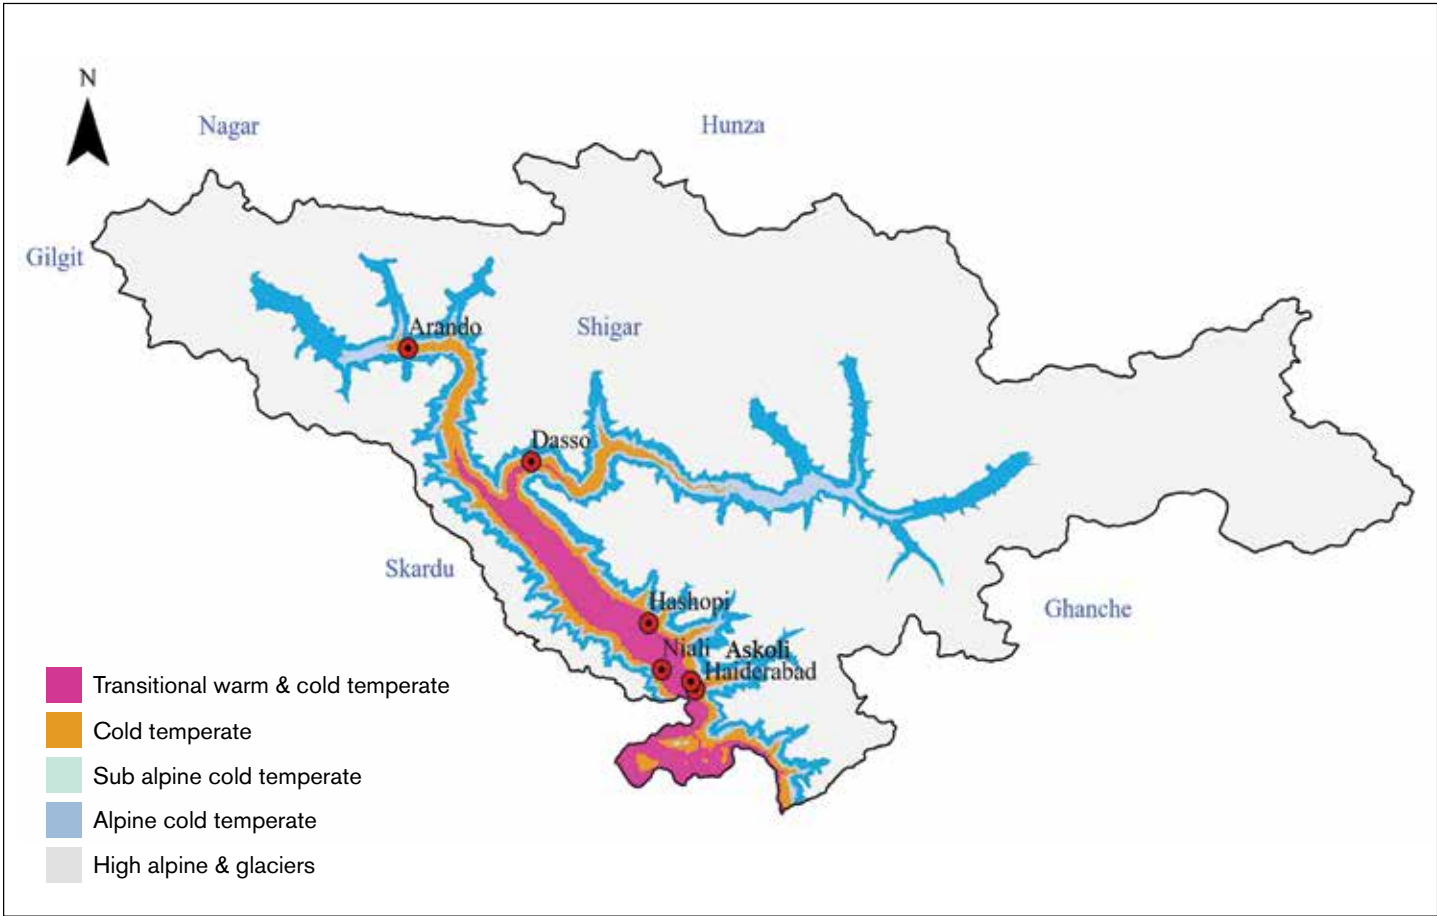 N
Nagar
Hunza
Gilgit
Arando
Shigar
Dasso
Skardu
Hashopi
Ghanche
Niali
Askoli
Haiderabad
Transitional warm & cold temperate
Cold temperate
Sub alpine cold temperate
Alpine cold temperate
High alpine & glaciers